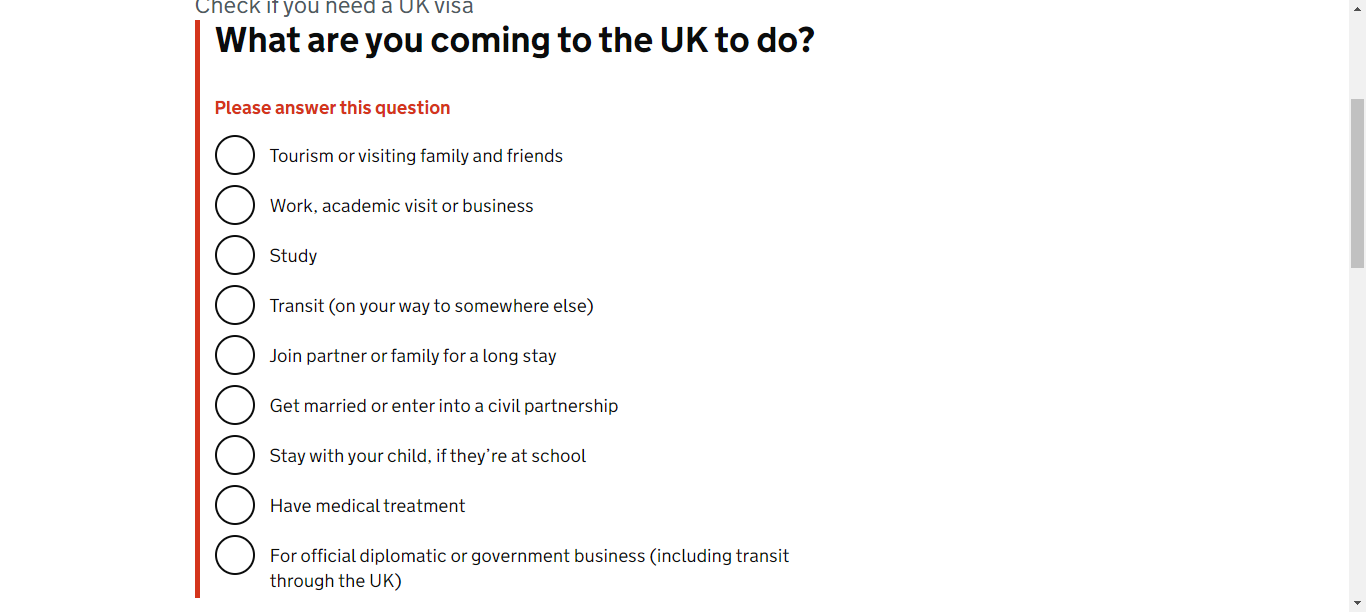 Check if you need a UK visa
What are you coming to the UK to do?
Please answer this question
Tourism or visiting family and friends
Work, academic visit or business
Study
Transit (on your way to somewhere else)
Join partner or family for a long stay
Get married or enter into a civil partnership
Stay with your child, if they’re at school
Have medical treatment
For official diplomatic or government business (including transit
through the UK)